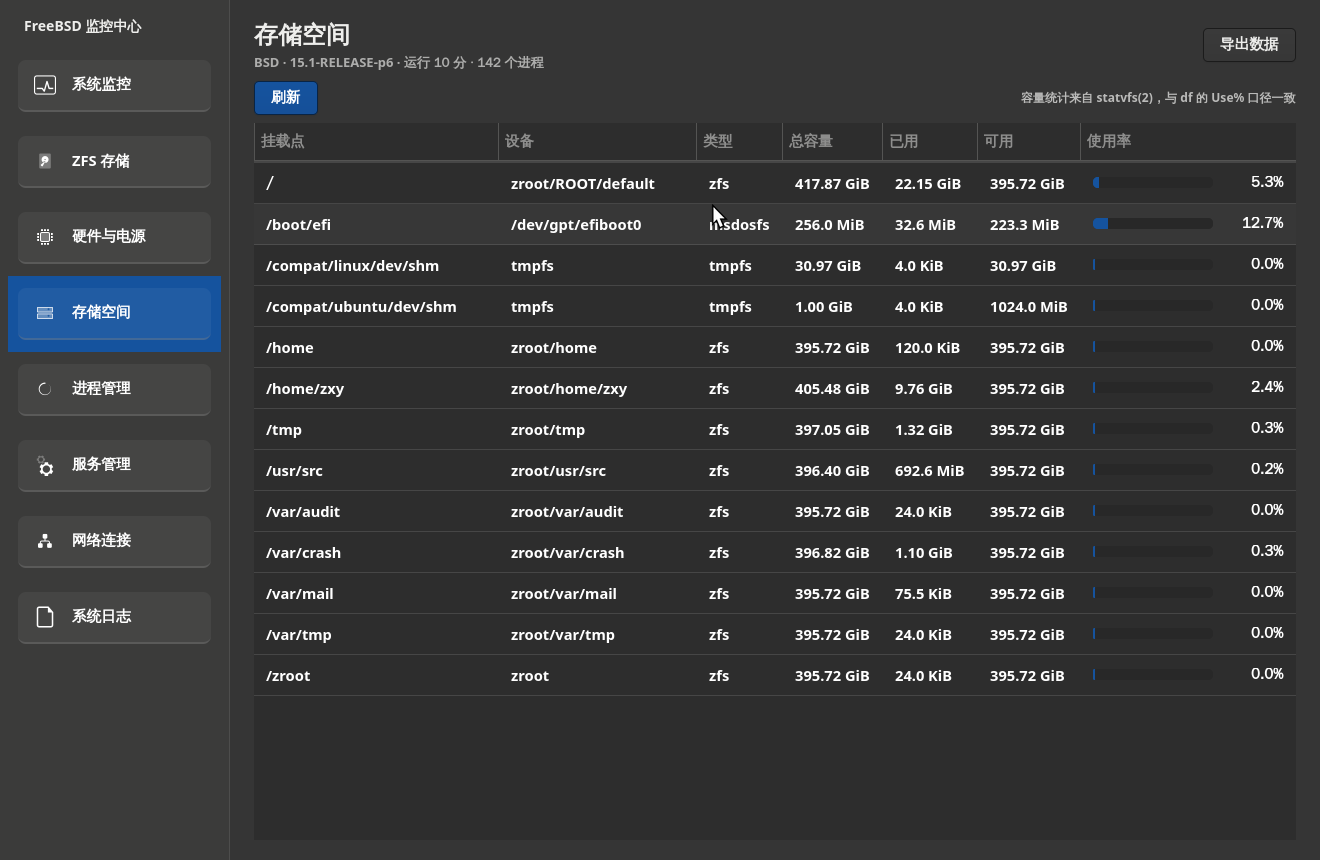 FreeBSD 监控中心
系统监控
ZFS 存储
硬件与电源
存储空间
进程管理
服务管理
网络连接
系统日志
存储空间
BSD · 15.1-RELEASE-p6 · 运行 10 分 · 142 个进程
导出数据
刷新
容量统计来自 statvfs(2)，与 df 的 Use% 口径一致
挂载点 设备 类型 总容量 已用 可用 使用率
/ zroot/ROOT/default zfs 417.87 GiB 22.15 GiB 395.72 GiB 5.3%
/boot/efi /dev/gpt/efiboot0 msdosfs 256.0 MiB 32.6 MiB 223.3 MiB 12.7%
/compat/linux/dev/shm tmpfs tmpfs 30.97 GiB 4.0 KiB 30.97 GiB 0.0%
/compat/ubuntu/dev/shm tmpfs tmpfs 1.00 GiB 4.0 KiB 1024.0 MiB 0.0%
/home zroot/home zfs 395.72 GiB 120.0 KiB 395.72 GiB 0.0%
/home/zxy zroot/home/zxy zfs 405.48 GiB 9.76 GiB 395.72 GiB 2.4%
/tmp zroot/tmp zfs 397.05 GiB 1.32 GiB 395.72 GiB 0.3%
/usr/src zroot/usr/src zfs 396.40 GiB 692.6 MiB 395.72 GiB 0.2%
/var/audit zroot/var/audit zfs 395.72 GiB 24.0 KiB 395.72 GiB 0.0%
/var/crash zroot/var/crash zfs 396.82 GiB 1.10 GiB 395.72 GiB 0.3%
/var/mail zroot/var/mail zfs 395.72 GiB 75.5 KiB 395.72 GiB 0.0%
/var/tmp zroot/var/tmp zfs 395.72 GiB 24.0 KiB 395.72 GiB 0.0%
/zroot zroot zfs 395.72 GiB 24.0 KiB 395.72 GiB 0.0%